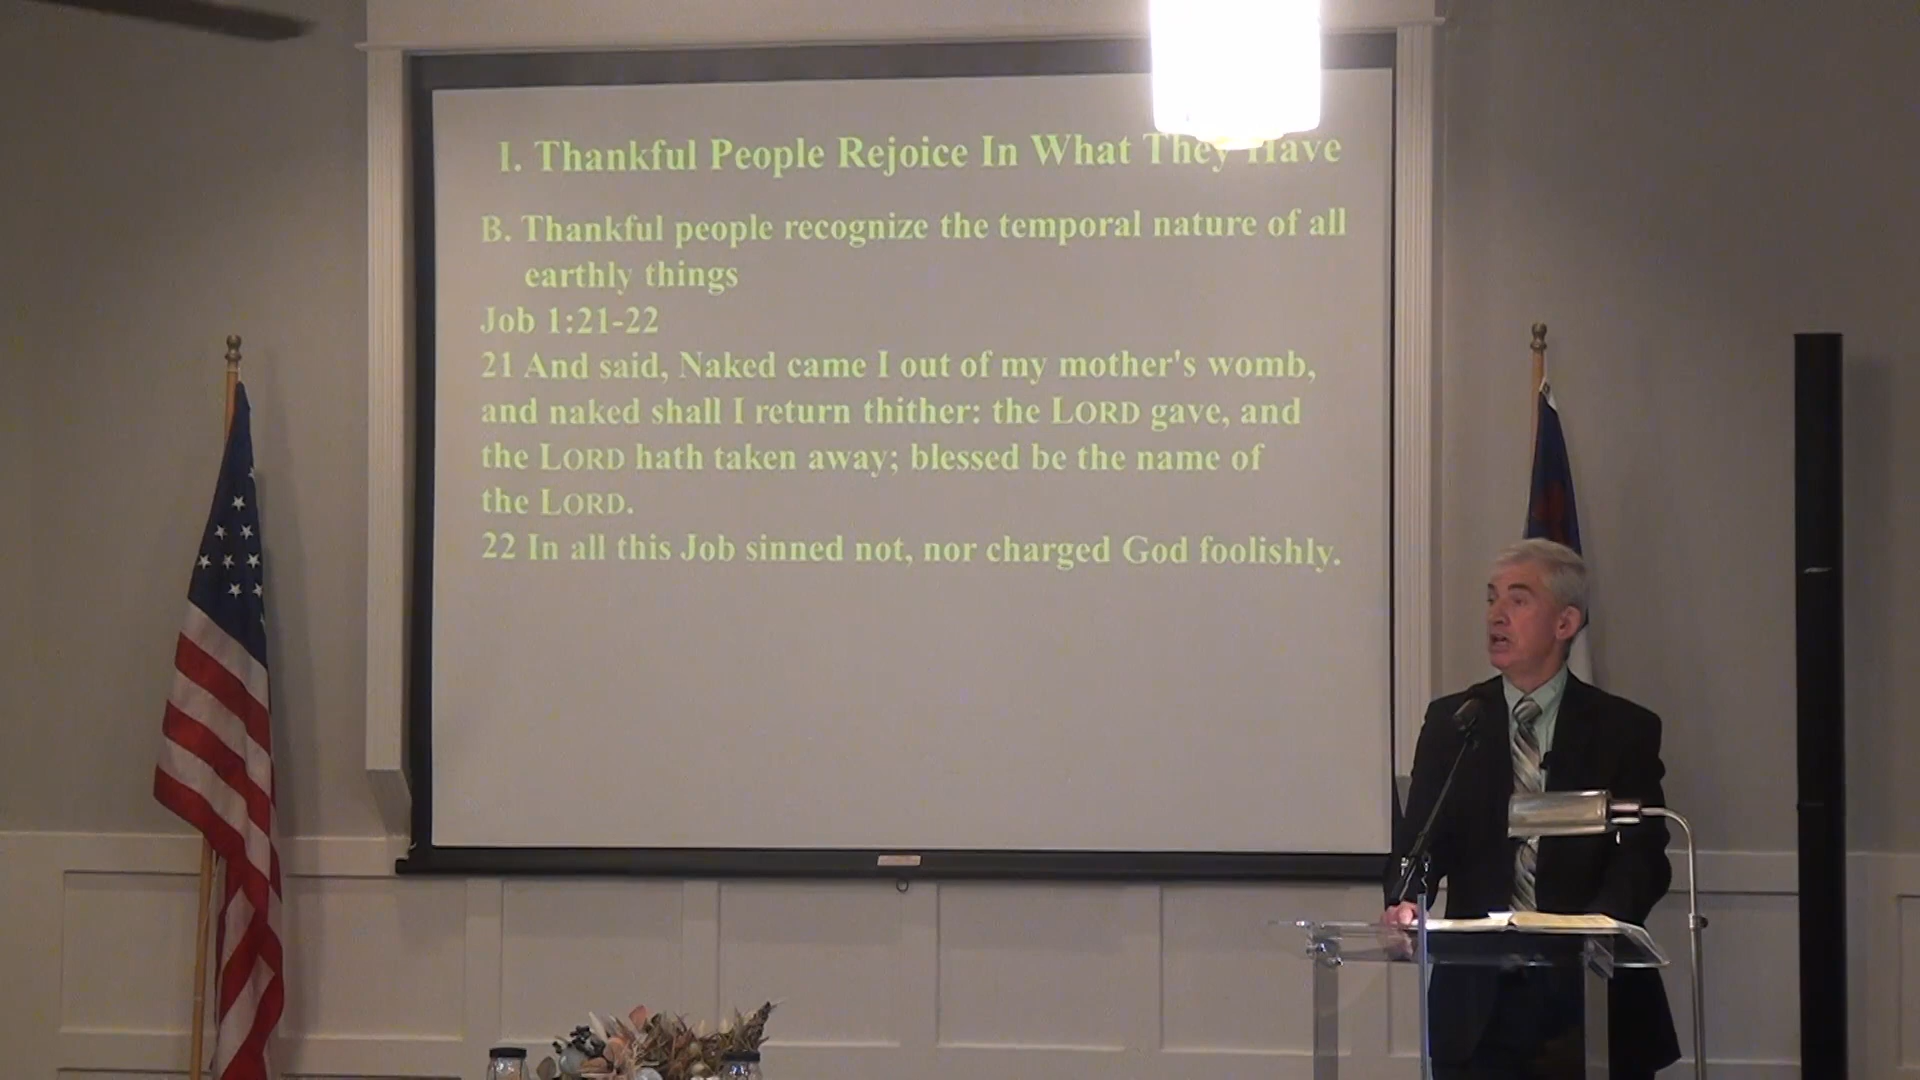 I. Thankful People Rejoice In What They Have
B. Thankful people recognize the temporal nature of all
earthly things
Job 1:21-22
21 And said, Naked came I out of my mother's womb,
and naked shall I return thither: the LORD gave, and
the LORD hath taken away; blessed be the name of
the LORD.
22 In all this Job sinned not, nor charged God foolishly.